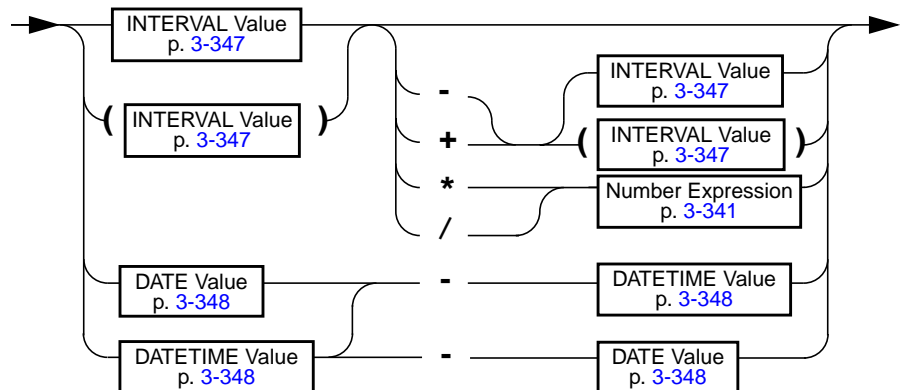 INTERVAL Value
p. 3-347
( INTERVAL Value )
p. 3-347
-
+
*
/
INTERVAL Value
p. 3-347
( INTERVAL Value )
p. 3-347
Number Expression
p. 3-341
DATE Value
p. 3-348
-
DATETIME Value
p. 3-348
DATETIME Value
p. 3-348
-
DATE Value
p. 3-348